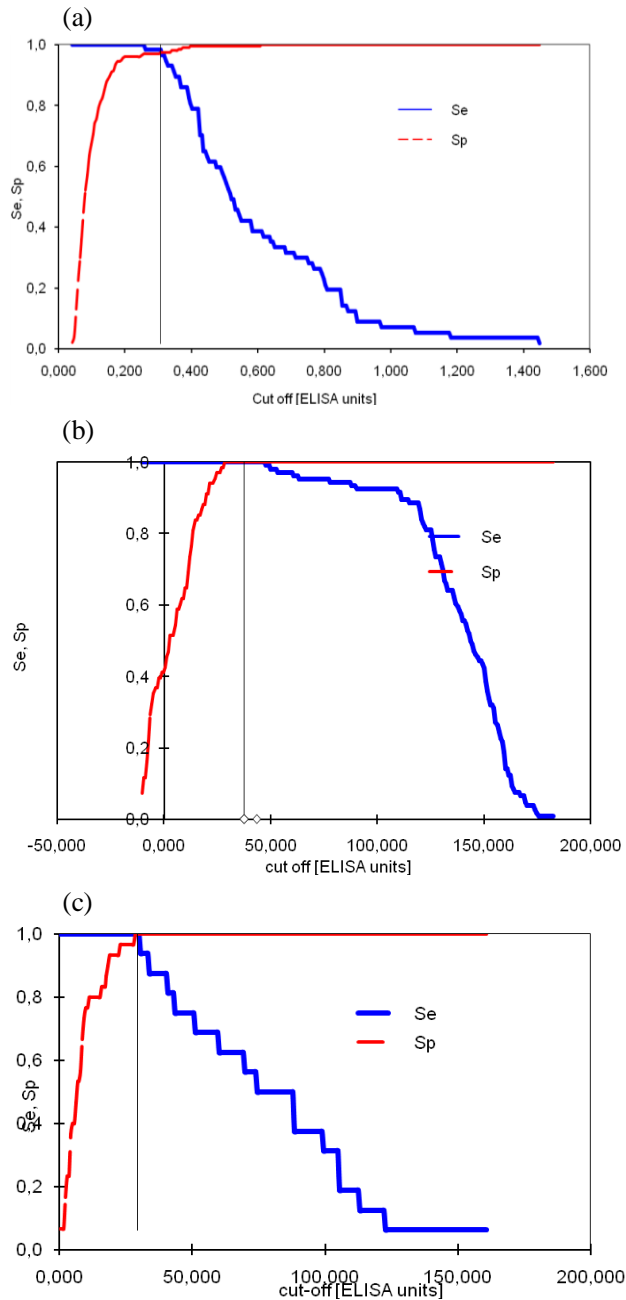 (a)
1,0
0,8
0,6
0,4
0,2
0,0
Se, Sp
Se
Sp
0,000 0,200 0,400 0,600 0,800 1,000 1,200 1,400 1,600
Cut off [ELISA units]
(b)
1,0
0,8
0,6
0,4
0,2
0,0
Se, Sp
Se
Sp
-50,000 0,000 50,000 100,000 150,000 200,000
cut off [ELISA units]
(c)
1,0
0,8
0,6
0,4
0,2
0,0
Se, Sp
Se
Sp
0,000 50,000 100,000 150,000 200,000
cut-off [ELISA units]